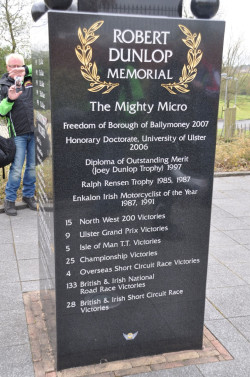 ROBERT
DUNLOP
MEMORIAL
The Mighty Micro
Freedom of Borough of Ballymoney 2007
Honorary Doctorate, University of Ulster
2006
Diploma of Outstanding Merit
(Joey Dunlop Trophy) 1997
Ralph Rensen Trophy 1985, 1987
Enkalon Irish Motorcyclist of the Year
1987, 1991
15 North West 200 Victories
9 Ulster Grand Prix Victories
5 Isle of Man T.T. Victories
25 Championship Victories
4 Overseas Short Circuit Race Victories
133 British & Irish National
Road Race Victories
28 British & Irish Short Circuit Race
Victories